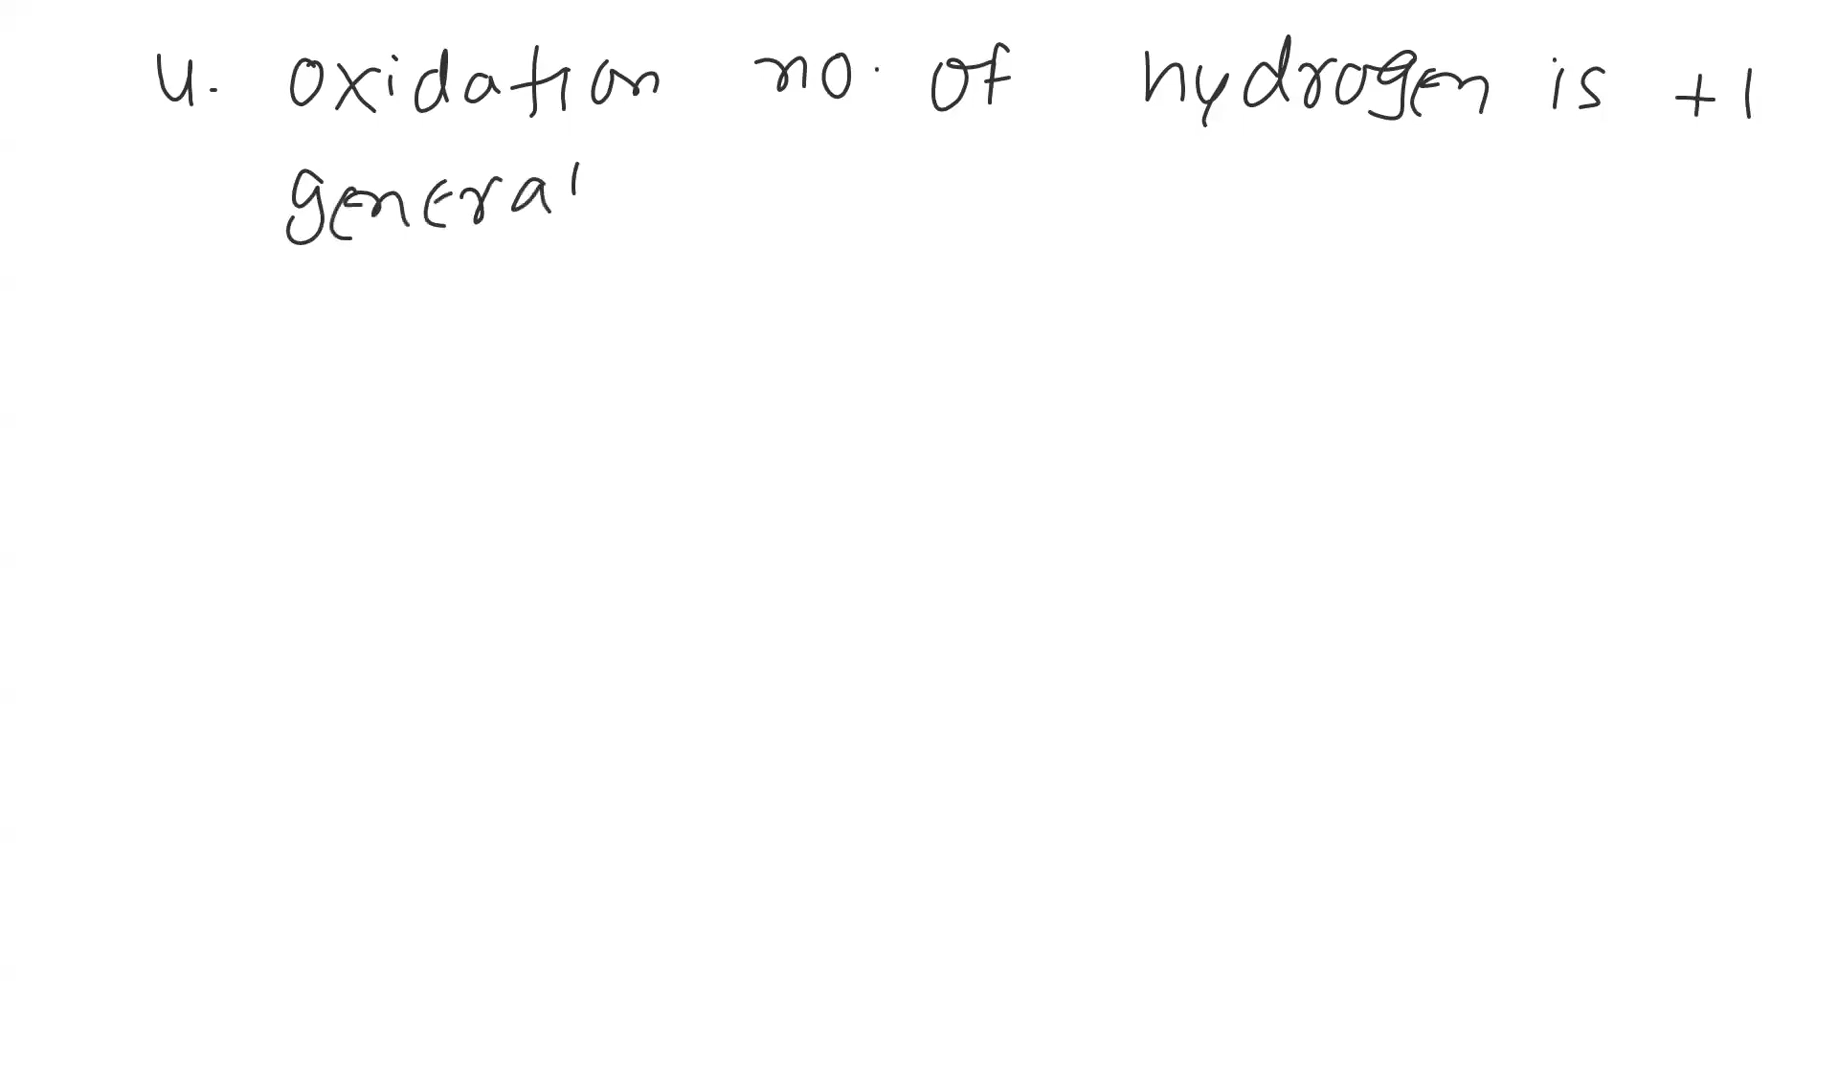 4. oxidation no. of hydrogen is +1
general